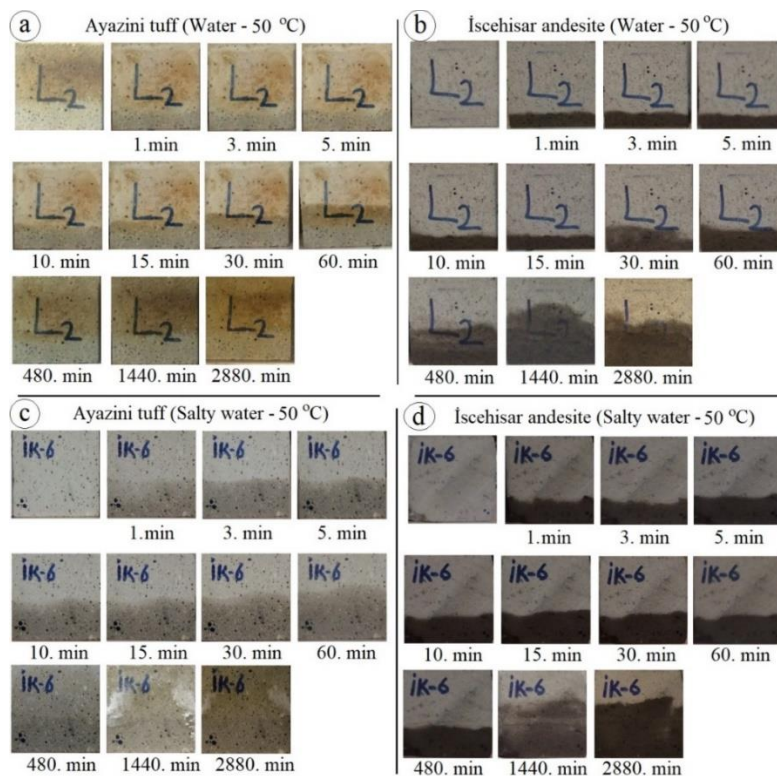 a Ayazini tuff (Water - 50 °C)
L2 L2 L2 L2
1.min 3. min 5. min
L2 L2 L2 L2
10. min 15. min 30. min 60. min
L2 L2 L2
480. min 1440. min 2880. min
b İscehisar andesite (Water - 50 °C)
L2 L2 L2 L2
1.min 3. min 5. min
L2 L2 L2 L2
10. min 15. min 30. min 60. min
L2 L2
480. min 1440. min 2880. min
c Ayazini tuff (Salty water - 50 °C)
İK-6 İK-6 İK-6 İK-6
1.min 3. min 5. min
İK-6 İK-6 İK-6 İK-6
10. min 15. min 30. min 60. min
İK-6 İK-6 İK-6
480. min 1440. min 2880. min
d İscehisar andesite (Salty water - 50 °C)
İK-6 İK-6 İK-6 İK-6
1.min 3. min 5. min
İK-6 İK-6 İK-6 İK-6
10. min 15. min 30. min 60. min
İK-6 İK-6 İK-6
480. min 1440. min 2880. min